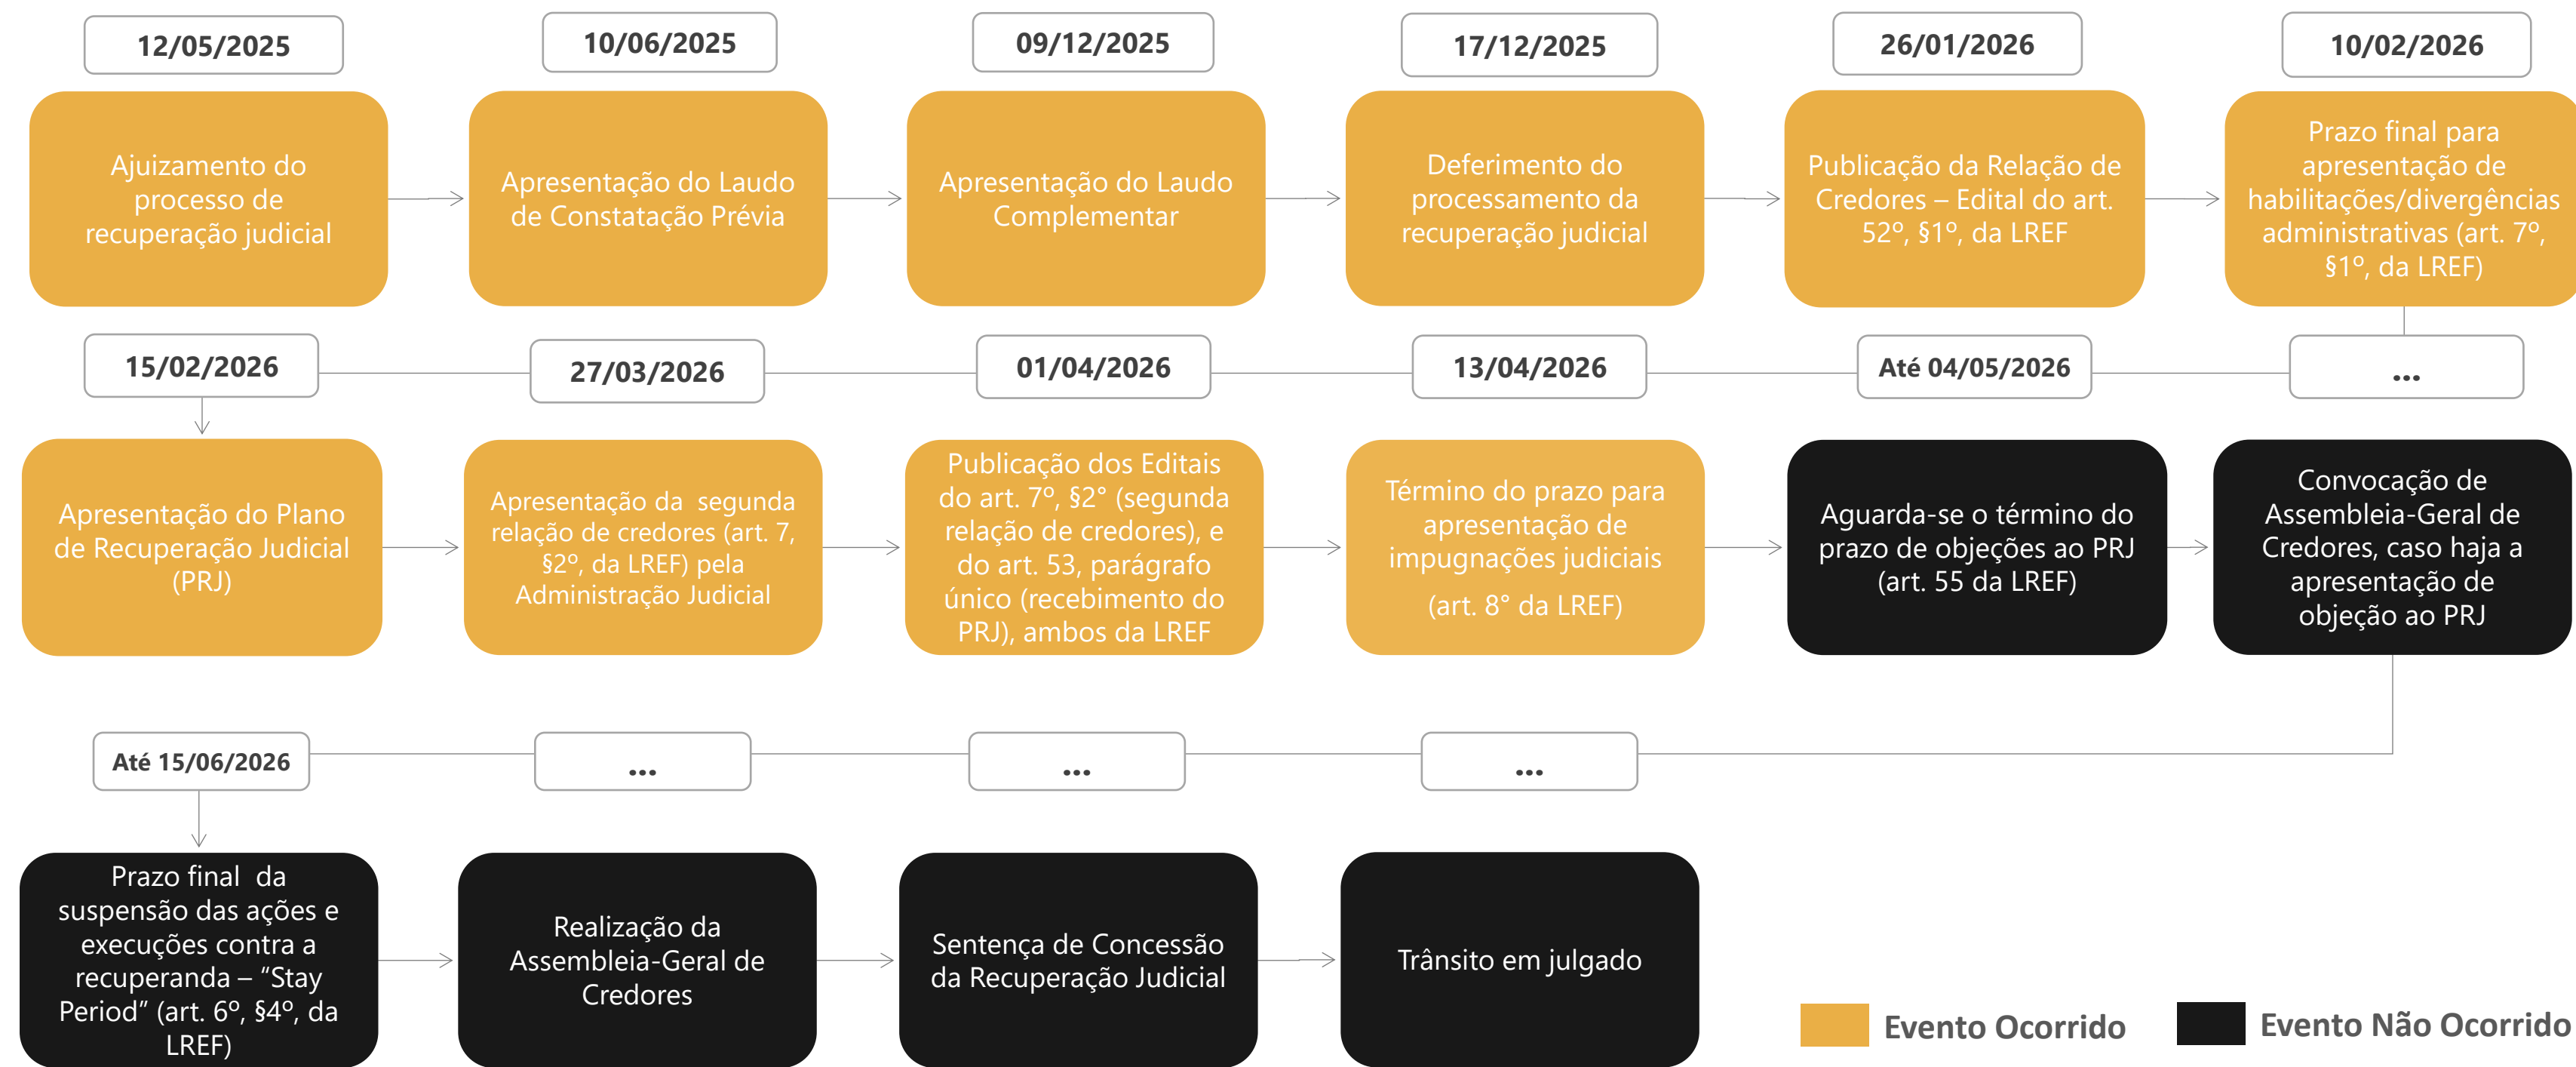 12/05/2025
10/06/2025
09/12/2025
17/12/2025
26/01/2026
10/02/2026
Ajuizamento do
processo de
recuperação judicial
Apresentação do Laudo
de Constatação Prévia
Apresentação do Laudo
Complementar
Deferimento do
processamento da
recuperação judicial
Publicação da Relação de
Credores – Edital do art.
52º, §1º, da LREF
Prazo final para
apresentação de
habilitações/divergências
administrativas (art. 7º,
§1º, da LREF)
15/02/2026
27/03/2026
01/04/2026
13/04/2026
Até 04/05/2026
...
Apresentação do Plano
de Recuperação Judicial
(PRJ)
Apresentação da  segunda
relação de credores (art. 7,
§2º, da LREF) pela
Administração Judicial
Publicação dos Editais
do art. 7º, §2° (segunda
relação de credores), e
do art. 53, parágrafo
único (recebimento do
PRJ), ambos da LREF
Término do prazo para
apresentação de
impugnações judiciais
(art. 8° da LREF)
Aguarda-se o término do
prazo de objeções ao PRJ
(art. 55 da LREF)
Convocação de
Assembleia-Geral de
Credores, caso haja a
apresentação de
objeção ao PRJ
Até 15/06/2026
...
...
...
Prazo final  da
suspensão das ações e
execuções contra a
recuperanda – “Stay
Period” (art. 6º, §4º, da
LREF)
Realização da
Assembleia-Geral de
Credores
Sentença de Concessão
da Recuperação Judicial
Trânsito em julgado
Evento Ocorrido
Evento Não Ocorrido